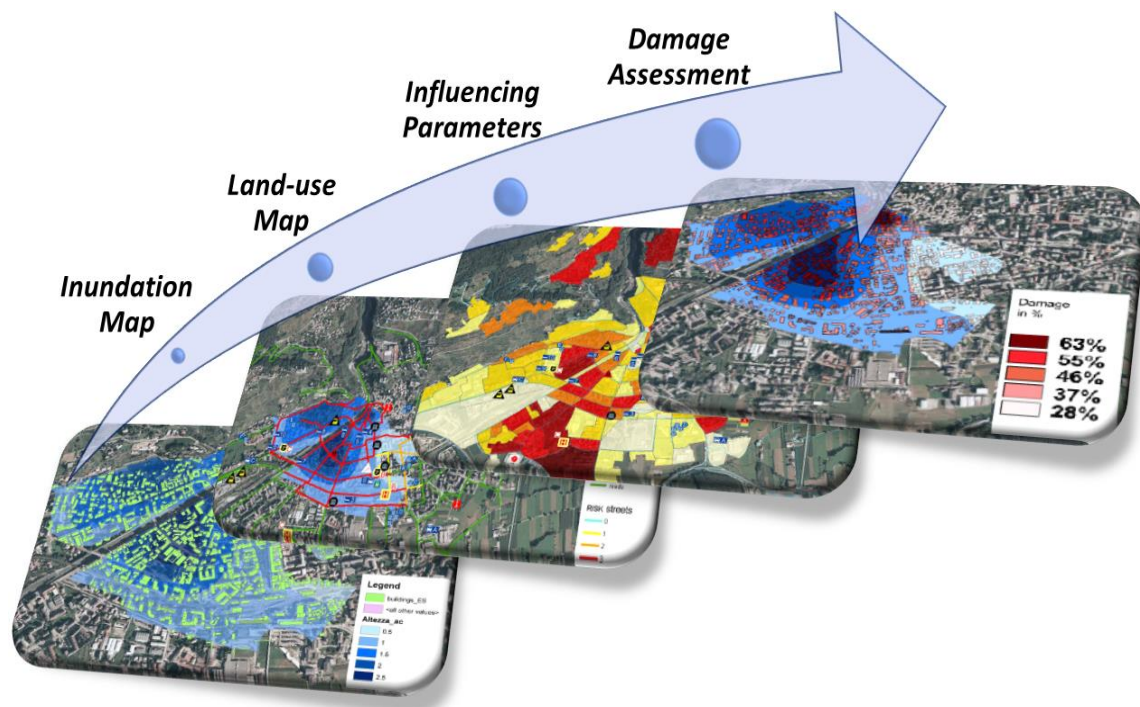 Damage
Assessment
Influencing
Parameters
Land-use
Map
Inundation
Map
Damage
in %
63%
55%
46%
37%
28%
RISK streets
0
1
2
Legend
buildings_ES
<all other values>
Altezza_ac
0.5
1
1.5
2
2.5